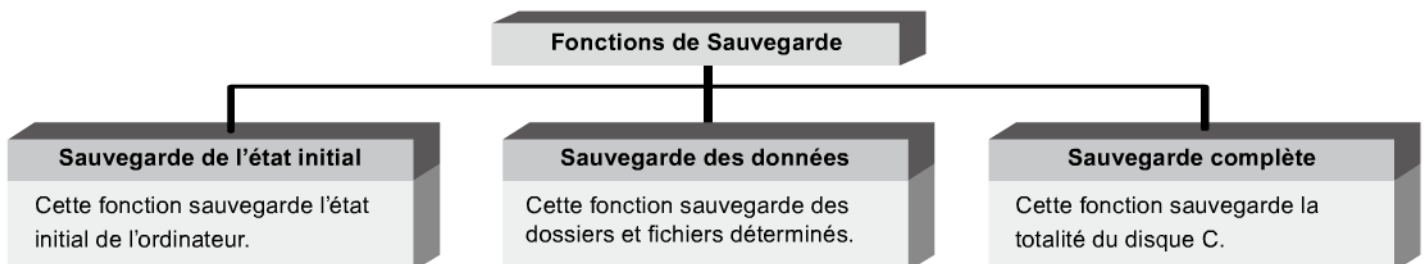 Fonctions de Sauvegarde
Sauvegarde de l’état initial
Cette fonction sauvegarde l’état
initial de l’ordinateur.
Sauvegarde des données
Cette fonction sauvegarde des
dossiers et fichiers déterminés.
Sauvegarde complète
Cette fonction sauvegarde la
totalité du disque C.